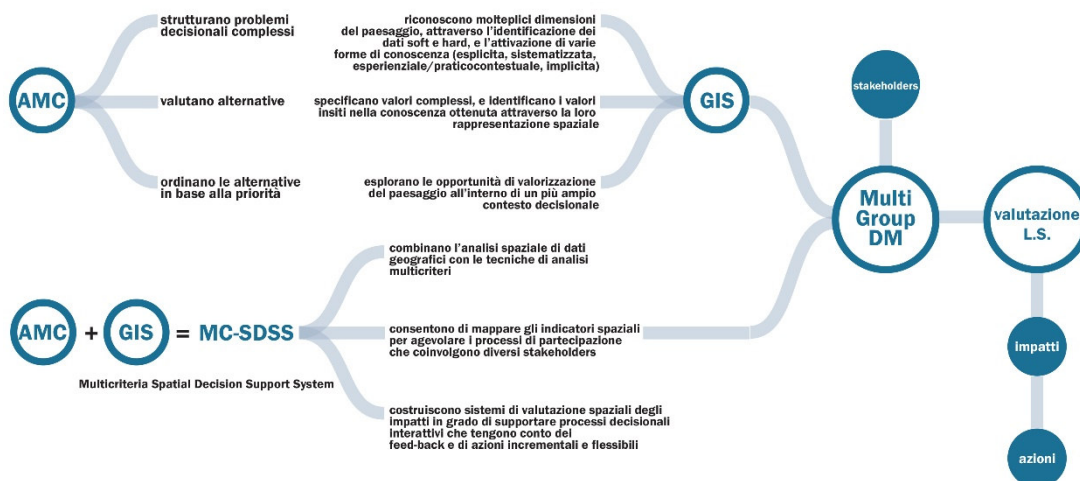 AMC
strutturano problemi
decisionali complessi
valutano alternative
ordinano le alternative
in base alla priorità
riconoscono molteplici dimensioni
del paesaggio, attraverso l'identificazione dei
dati soft e hard, e l'attivazione di varie
forme di conoscenza (esplicita, sistematizzata,
esperienziale/praticocontestuale, implicita)
specificano valori complessi, e identificano i valori
insiti nella conoscenza ottenuta attraverso la loro
rappresentazione spaziale
esplorano le opportunità di valorizzazione
del paesaggio all'interno di un più ampio
contesto decisionale
GIS
AMC + GIS = MC-SDSS
Multicriteria Spatial Decision Support System
combinano l'analisi spaziale di dati
geografici con le tecniche di analisi
multicriteri
consentono di mappare gli indicatori spaziali
per agevolare i processi di partecipazione
che coinvolgono diversi stakeholders
costruiscono sistemi di valutazione spaziali degli
impatti in grado di supportare processi decisionali
interattivi che tengono conto dei
feed-back e di azioni incrementali e flessibili
stakeholders
Multi
Group
DM
valutazione
L.S.
impatti
azioni